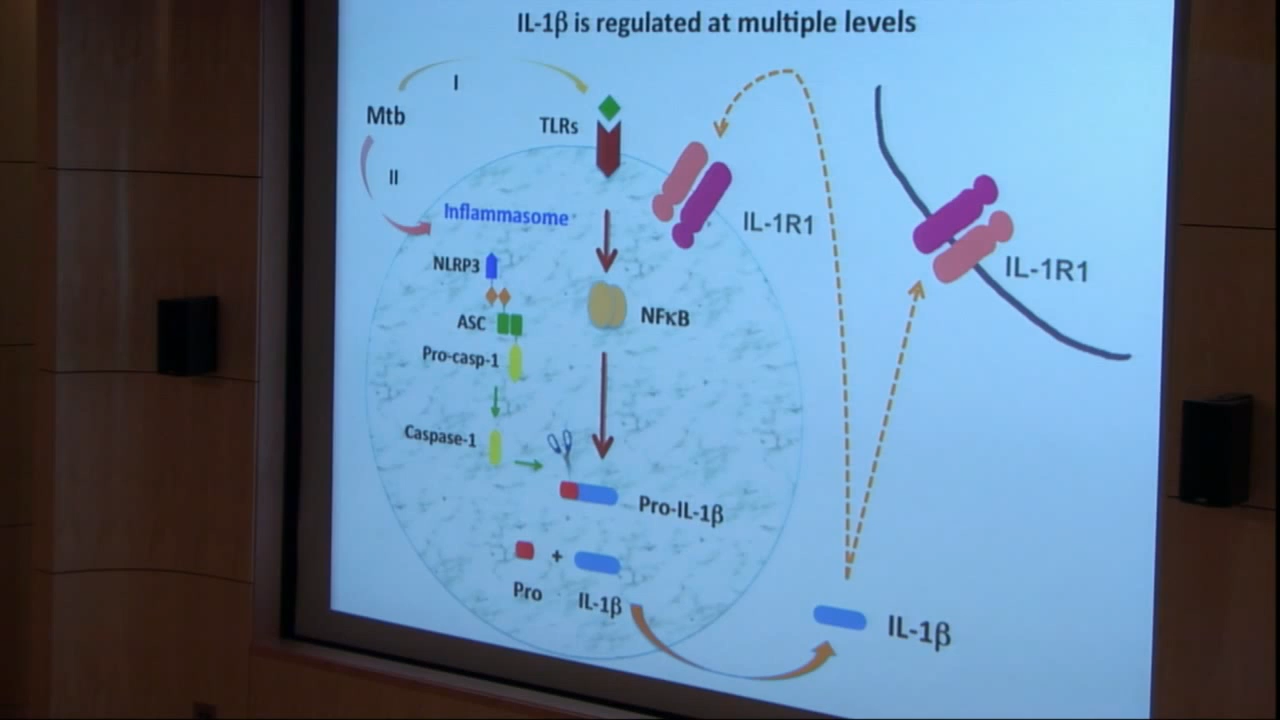 IL-1β is regulated at multiple levels
I
Mtb
II
TLRs
Inflammasome
IL-1R1
IL-1R1
NLRP3
NFκB
ASC
Pro-casp-1
Caspase-1
Pro-IL-1β
+
Pro
IL-1β
IL-1β